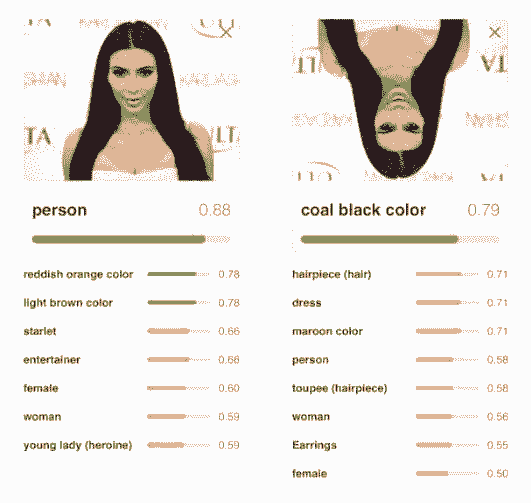 TA
LTA
person 0.88
reddish orange color 0.78
light brown color 0.78
starlet 0.66
entertainer 0.66
female 0.60
woman 0.59
young lady (heroine) 0.59
coal black color 0.79
hairpiece (hair) 0.71
dress 0.71
maroon color 0.71
person 0.58
toupee (hairpiece) 0.58
woman 0.56
Earrings 0.55
female 0.50